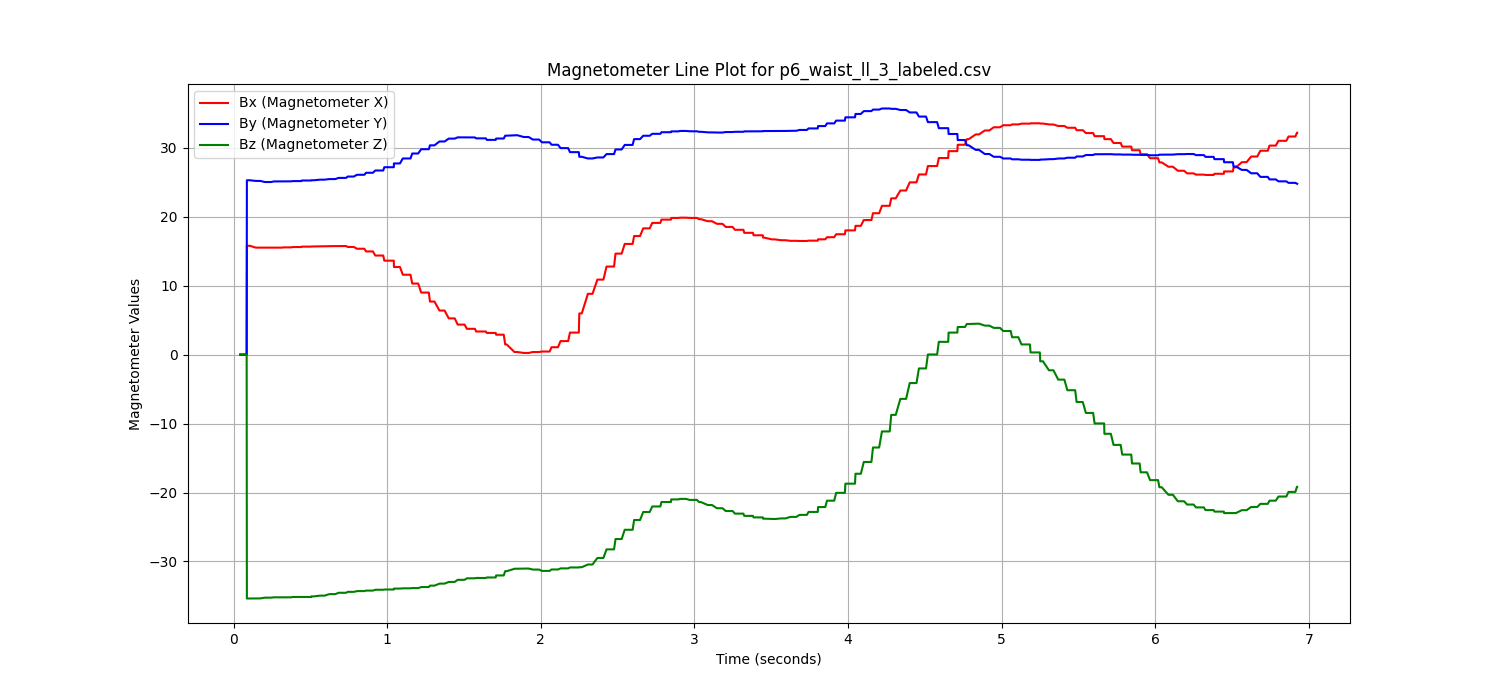 Magnetometer Line Plot for p6_waist_ll_3_labeled.csv
Bx (Magnetometer X)
By (Magnetometer Y)
Bz (Magnetometer Z)
Magnetometer Values
30
20
10
0
−10
−20
−30
0 1 2 3 4 5 6 7
Time (seconds)